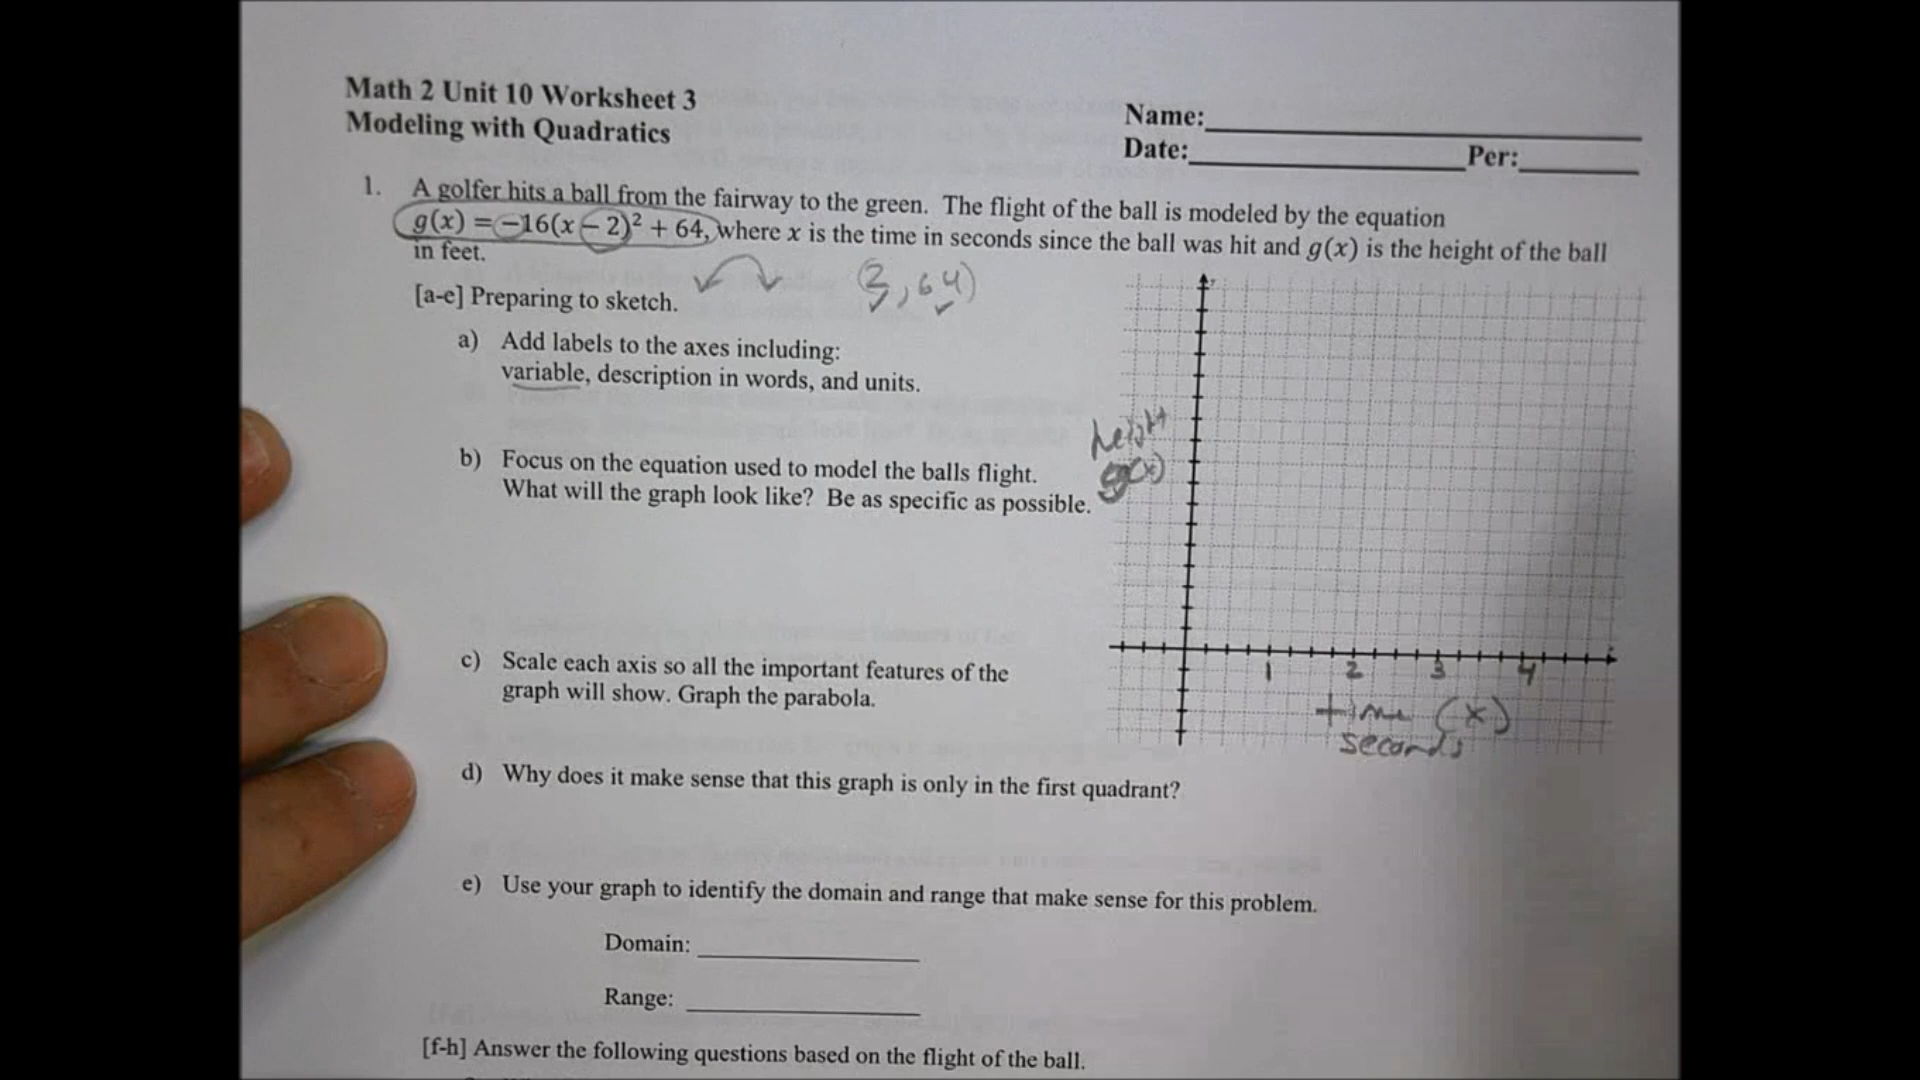 Math 2 Unit 10 Worksheet 3
Modeling with Quadratics
Name:
Date: Per:
1. A golfer hits a ball from the fairway to the green. The flight of the ball is modeled by the equation
g(x) = −16(x − 2)² + 64, where x is the time in seconds since the ball was hit and g(x) is the height of the ball
in feet.
(2, 64)
[a-e] Preparing to sketch.
a) Add labels to the axes including:
variable, description in words, and units.
height
g(x)
b) Focus on the equation used to model the balls flight.
What will the graph look like? Be as specific as possible.
c) Scale each axis so all the important features of the
graph will show. Graph the parabola.
1 2 3 4
time (x)
seconds
d) Why does it make sense that this graph is only in the first quadrant?
e) Use your graph to identify the domain and range that make sense for this problem.
Domain:
Range:
[f-h] Answer the following questions based on the flight of the ball.